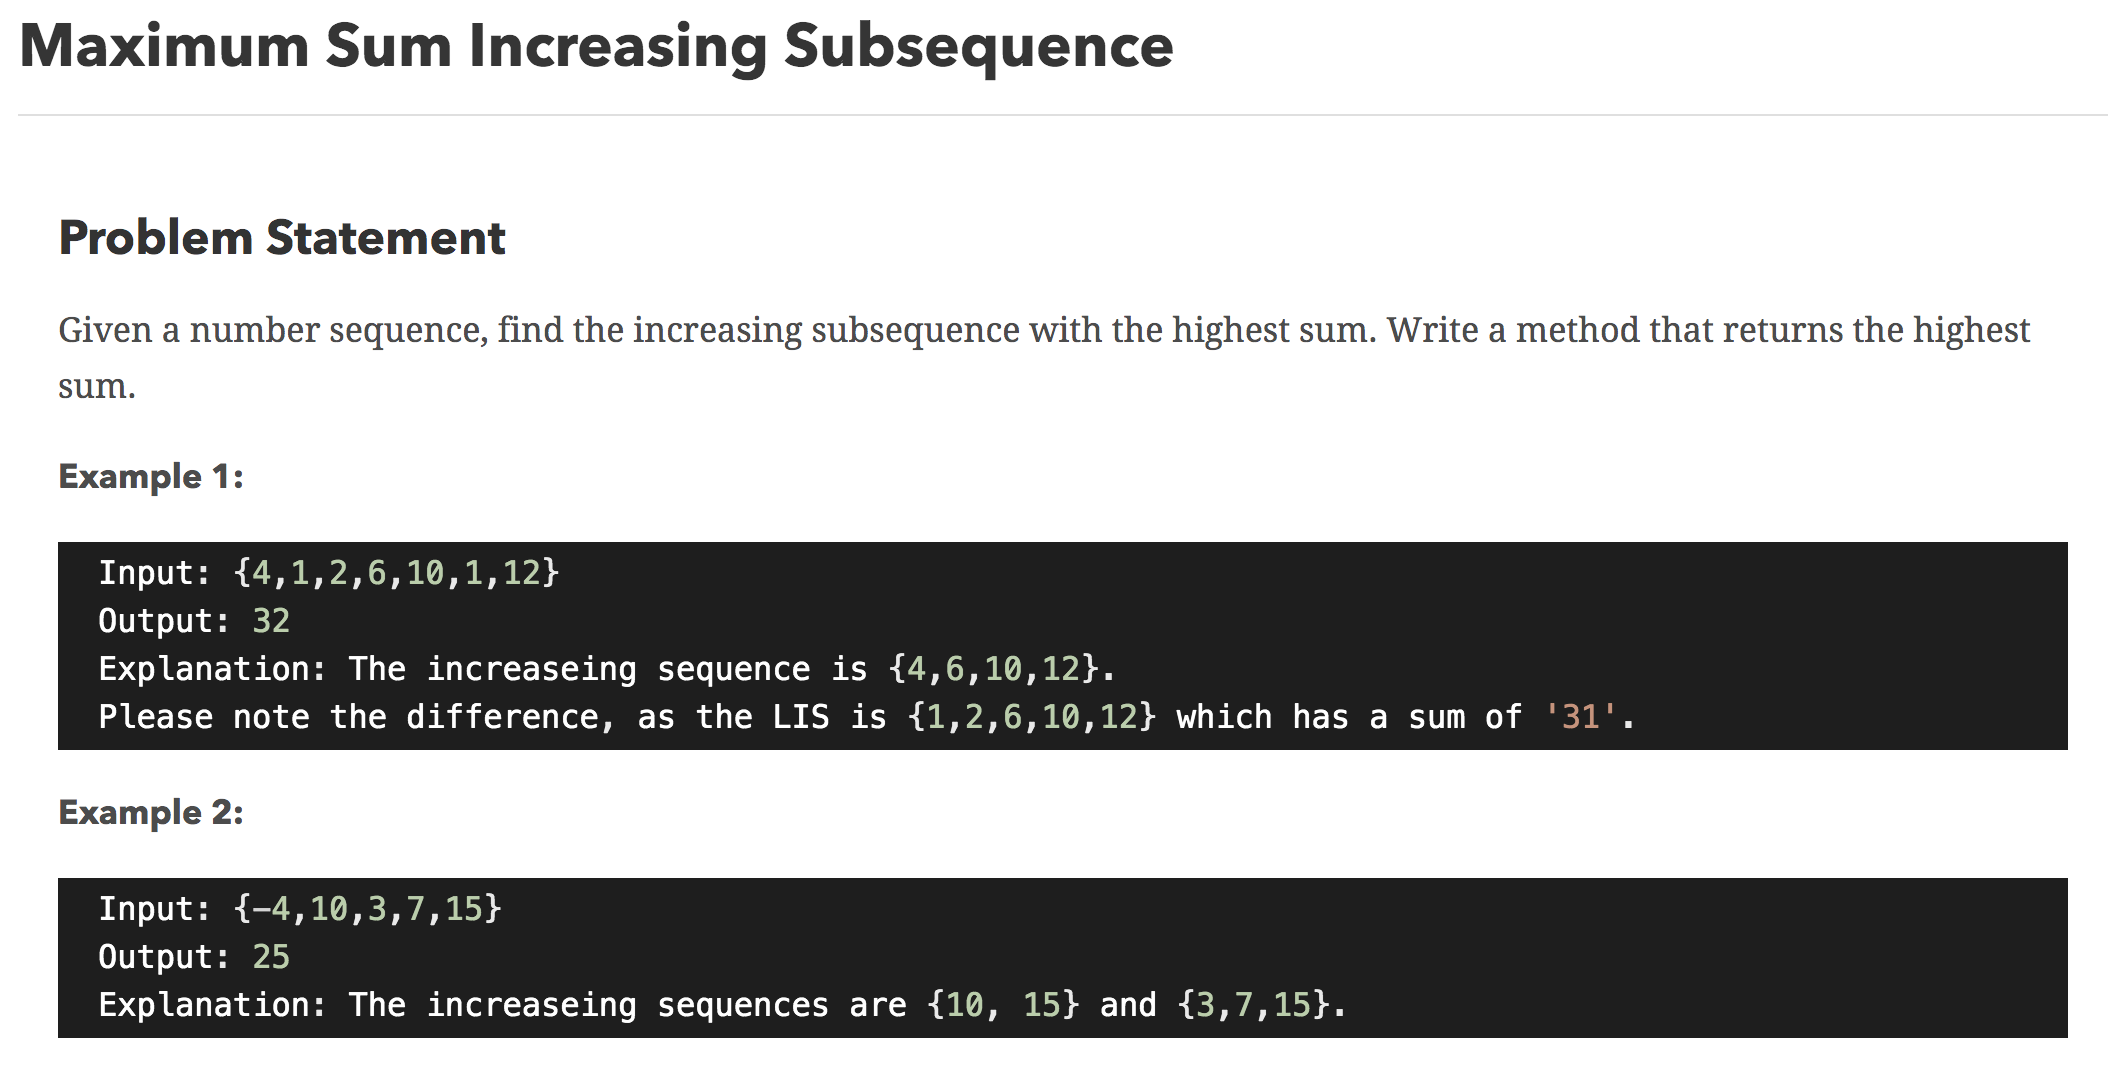 Maximum Sum Increasing Subsequence
Problem Statement
Given a number sequence, find the increasing subsequence with the highest sum. Write a method that returns the highest
sum.
Example 1:
Input: {4,1,2,6,10,1,12}
Output: 32
Explanation: The increaseing sequence is {4,6,10,12}.
Please note the difference, as the LIS is {1,2,6,10,12} which has a sum of '31'.
Example 2:
Input: {-4,10,3,7,15}
Output: 25
Explanation: The increaseing sequences are {10, 15} and {3,7,15}.